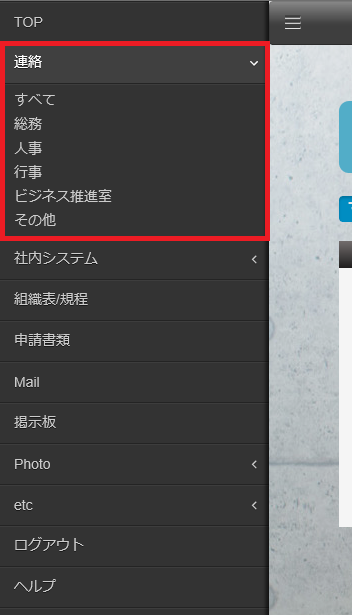 TOP
連絡
すべて
総務
人事
行事
ビジネス推進室
その他
社内システム
組織表/規程
申請書類
Mail
掲示板
Photo
etc
ログアウト
ヘルプ